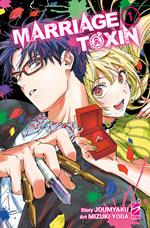 MARRIAGE
TOXIN
1
Story JOUMYAKU
Art MIZUKI YODA